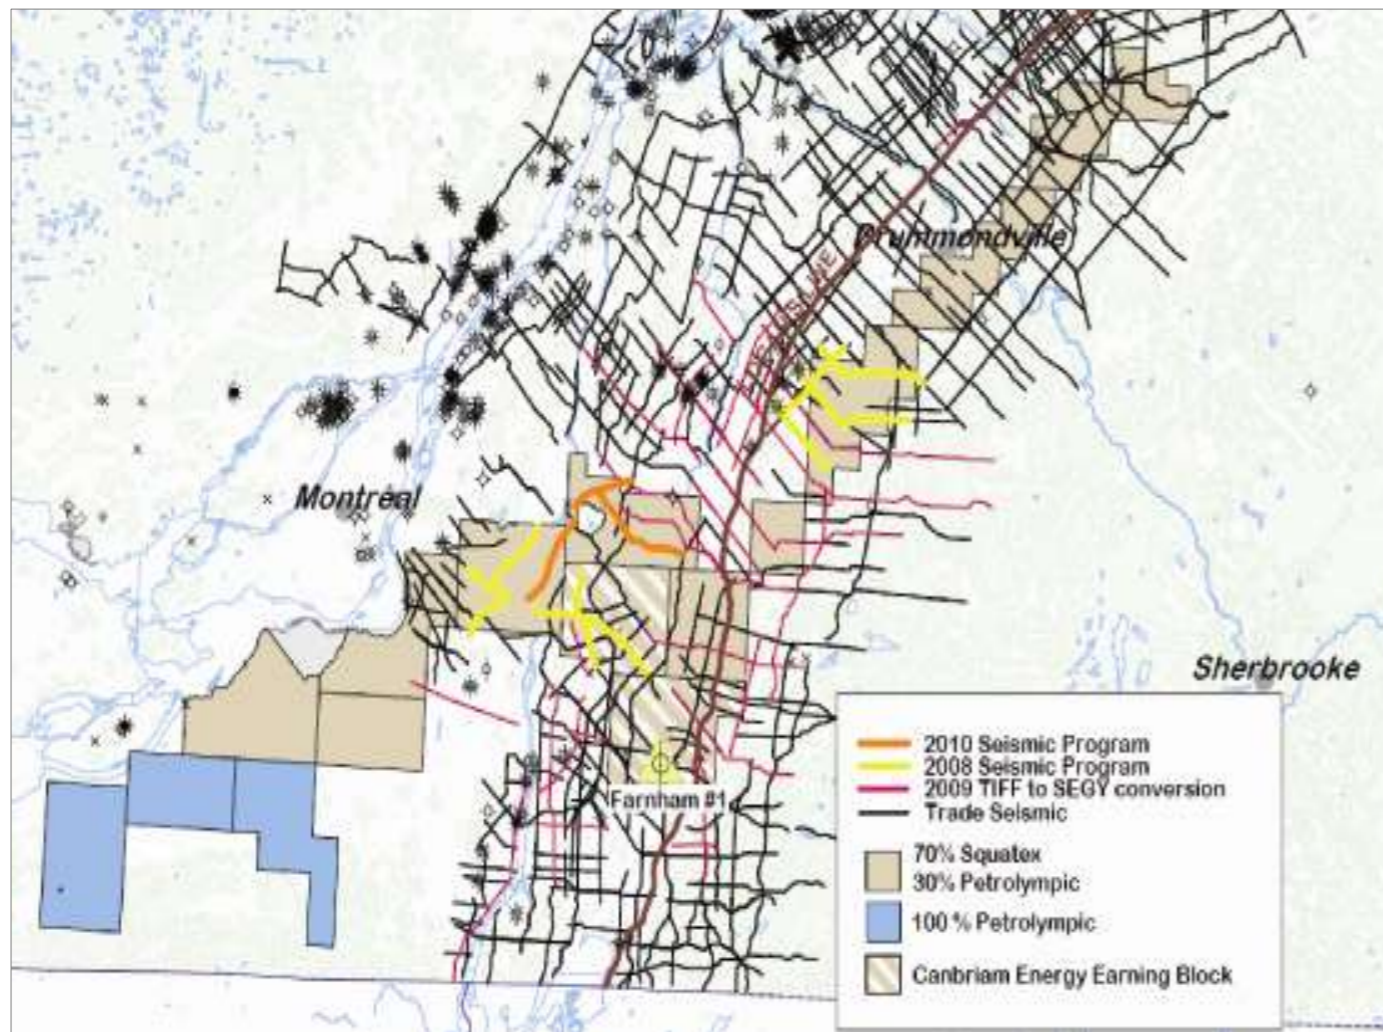 Drummondville
Montréal
Sherbrooke
Farnham #1
2010 Seismic Program
2008 Seismic Program
2009 TIFF to SEGY conversion
Trade Seismic
70% Squatex
30% Petrolympic
100 % Petrolympic
Canbriam Energy Earning Block